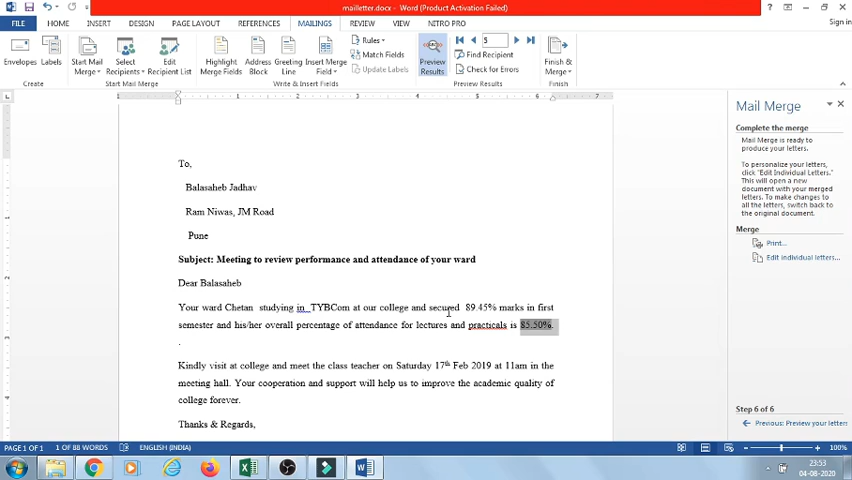 mailletter.docx - Word (Product Activation Failed)
FILE HOME INSERT DESIGN PAGE LAYOUT REFERENCES MAILINGS REVIEW VIEW NITRO PRO Sign in
Envelopes Labels
Create
Start Mail Merge
Select Recipients
Edit Recipient List
Start Mail Merge
Highlight Merge Fields
Address Block
Greeting Line
Insert Merge Field
Rules
Match Fields
Update Labels
Write & Insert Fields
ABC
Preview Results
5
Find Recipient
Check for Errors
Preview Results
Finish & Merge
Finish
1 1 2 3 4 5 6 7
To,
Balasaheb Jadhav
Ram Niwas, JM Road
Pune
Subject: Meeting to review performance and attendance of your ward
Dear Balasaheb
Your ward Chetan studying in TYBCom at our college and secured 89.45% marks in first
semester and his/her overall percentage of attendance for lectures and practicals is 85.50%.
.
Kindly visit at college and meet the class teacher on Saturday 17th Feb 2019 at 11am in the
meeting hall. Your cooperation and support will help us to improve the academic quality of
college forever.
Thanks & Regards,
Mail Merge
Complete the merge
Mail Merge is ready to
produce your letters.
To personalize your letters,
click "Edit Individual Letters."
This will open a new
document with your merged
letters. To make changes to
all the letters, switch back to
the original document.
Merge
Print...
Edit individual letters...
Step 6 of 6
Previous: Preview your letters
PAGE 1 OF 1 1 OF 88 WORDS ENGLISH (INDIA) 100%
23:53
04-08-2020